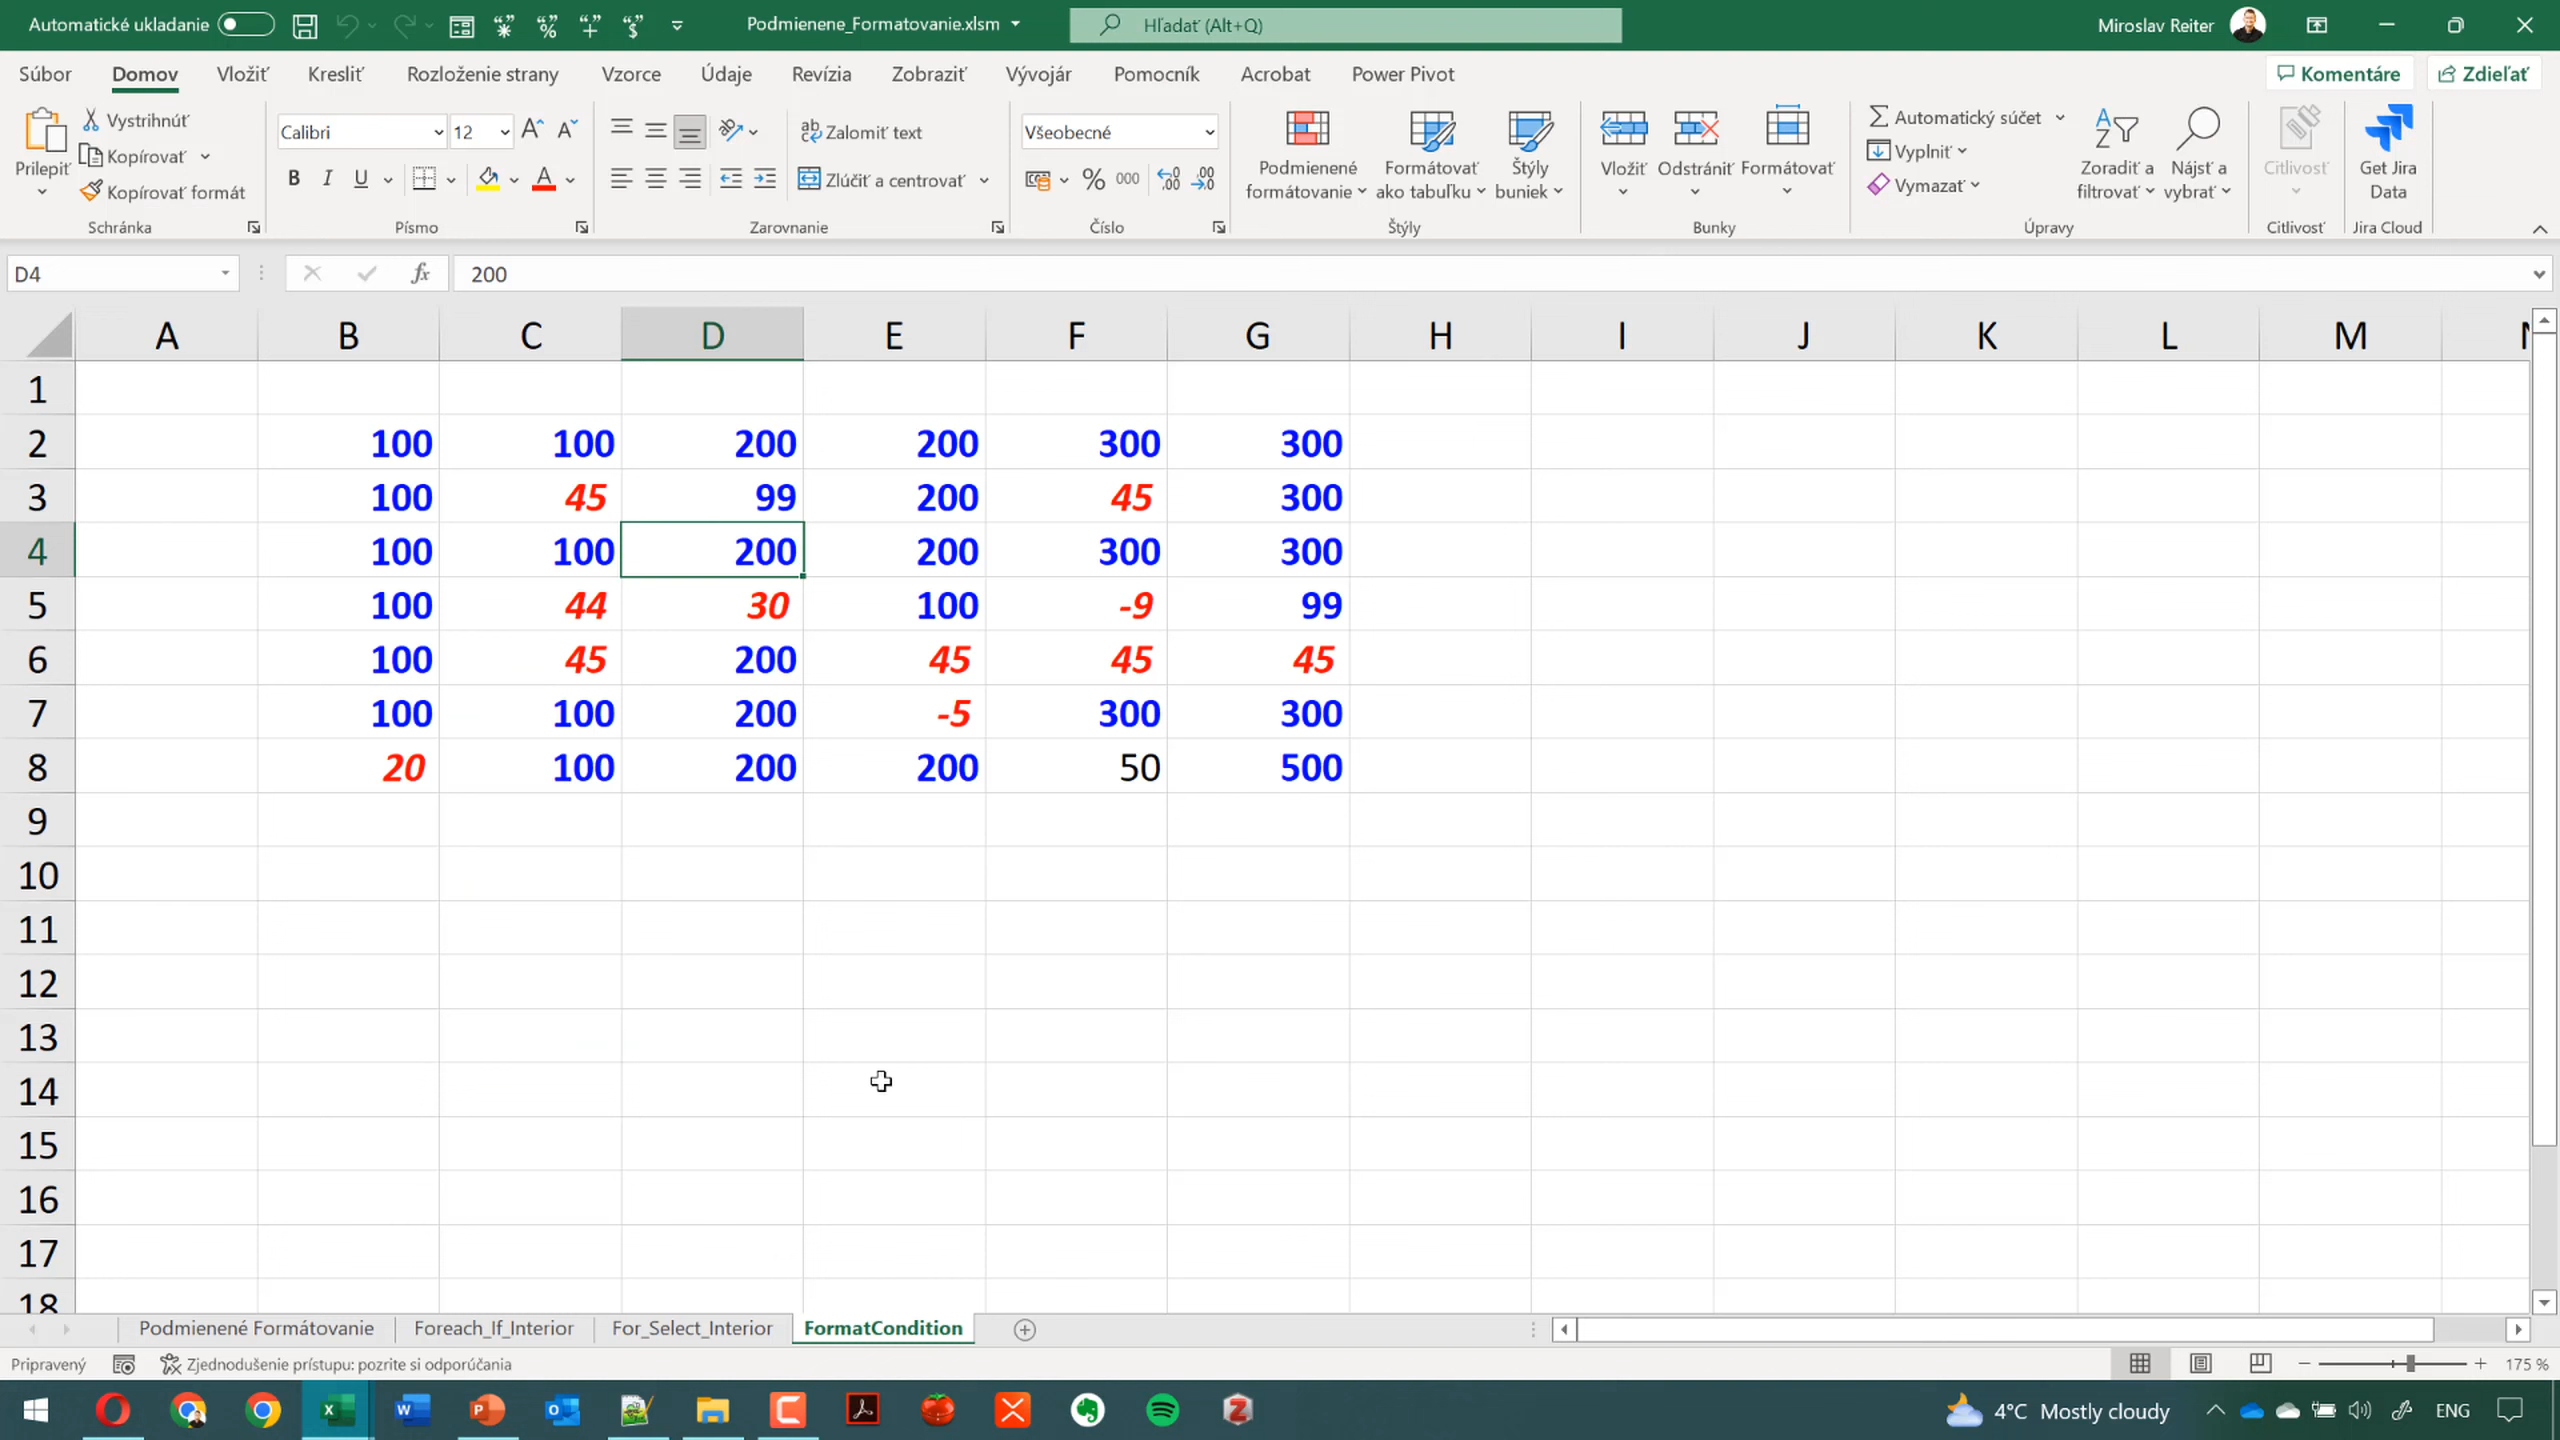 Automatické ukladanie
Podmienene_Formatovanie.xlsm
Hľadať (Alt+Q)
Miroslav Reiter
Súbor Domov Vložiť Kresliť Rozloženie strany Vzorce Údaje Revízia Zobraziť Vývojár Pomocník Acrobat Power Pivot Komentáre Zdieľať
Prilepiť
Vystrihnúť
Kopírovať
Kopírovať formát
Schránka
Calibri 12
B I U
Písmo
Zalomiť text
Zlúčiť a centrovať
Zarovnanie
Všeobecné
% 000
Číslo
Podmienené formátovanie
Formátovať ako tabuľku
Štýly buniek
Štýly
Vložiť Odstrániť Formátovať
Bunky
Automatický súčet
Vyplniť
Vymazať
Zoradiť a filtrovať
Nájsť a vybrať
Úpravy
Citlivosť
Citlivosť
Get Jira Data
Jira Cloud
D4 fx 200
A B C D E F G H I J K L M
1
2 100 100 200 200 300 300
3 100 45 99 200 45 300
4 100 100 200 200 300 300
5 100 44 30 100 -9 99
6 100 45 200 45 45 45
7 100 100 200 -5 300 300
8 20 100 200 200 50 500
9
10
11
12
13
14
15
16
17
18
Podmienené Formátovanie Foreach_If_Interior For_Select_Interior FormatCondition
Pripravený Zjednodušenie prístupu: pozrite si odporúčania 175 %
4°C Mostly cloudy ENG